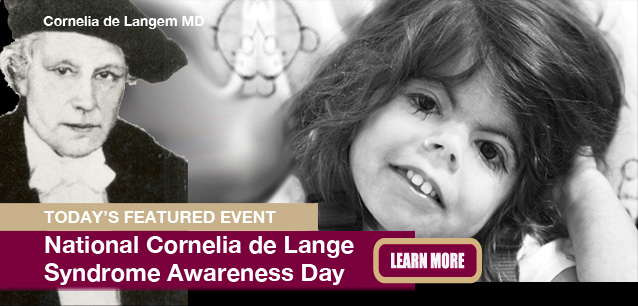 Cornelia de Langem MD
TODAY'S FEATURED EVENT
National Cornelia de Lange
Syndrome Awareness Day
LEARN MORE